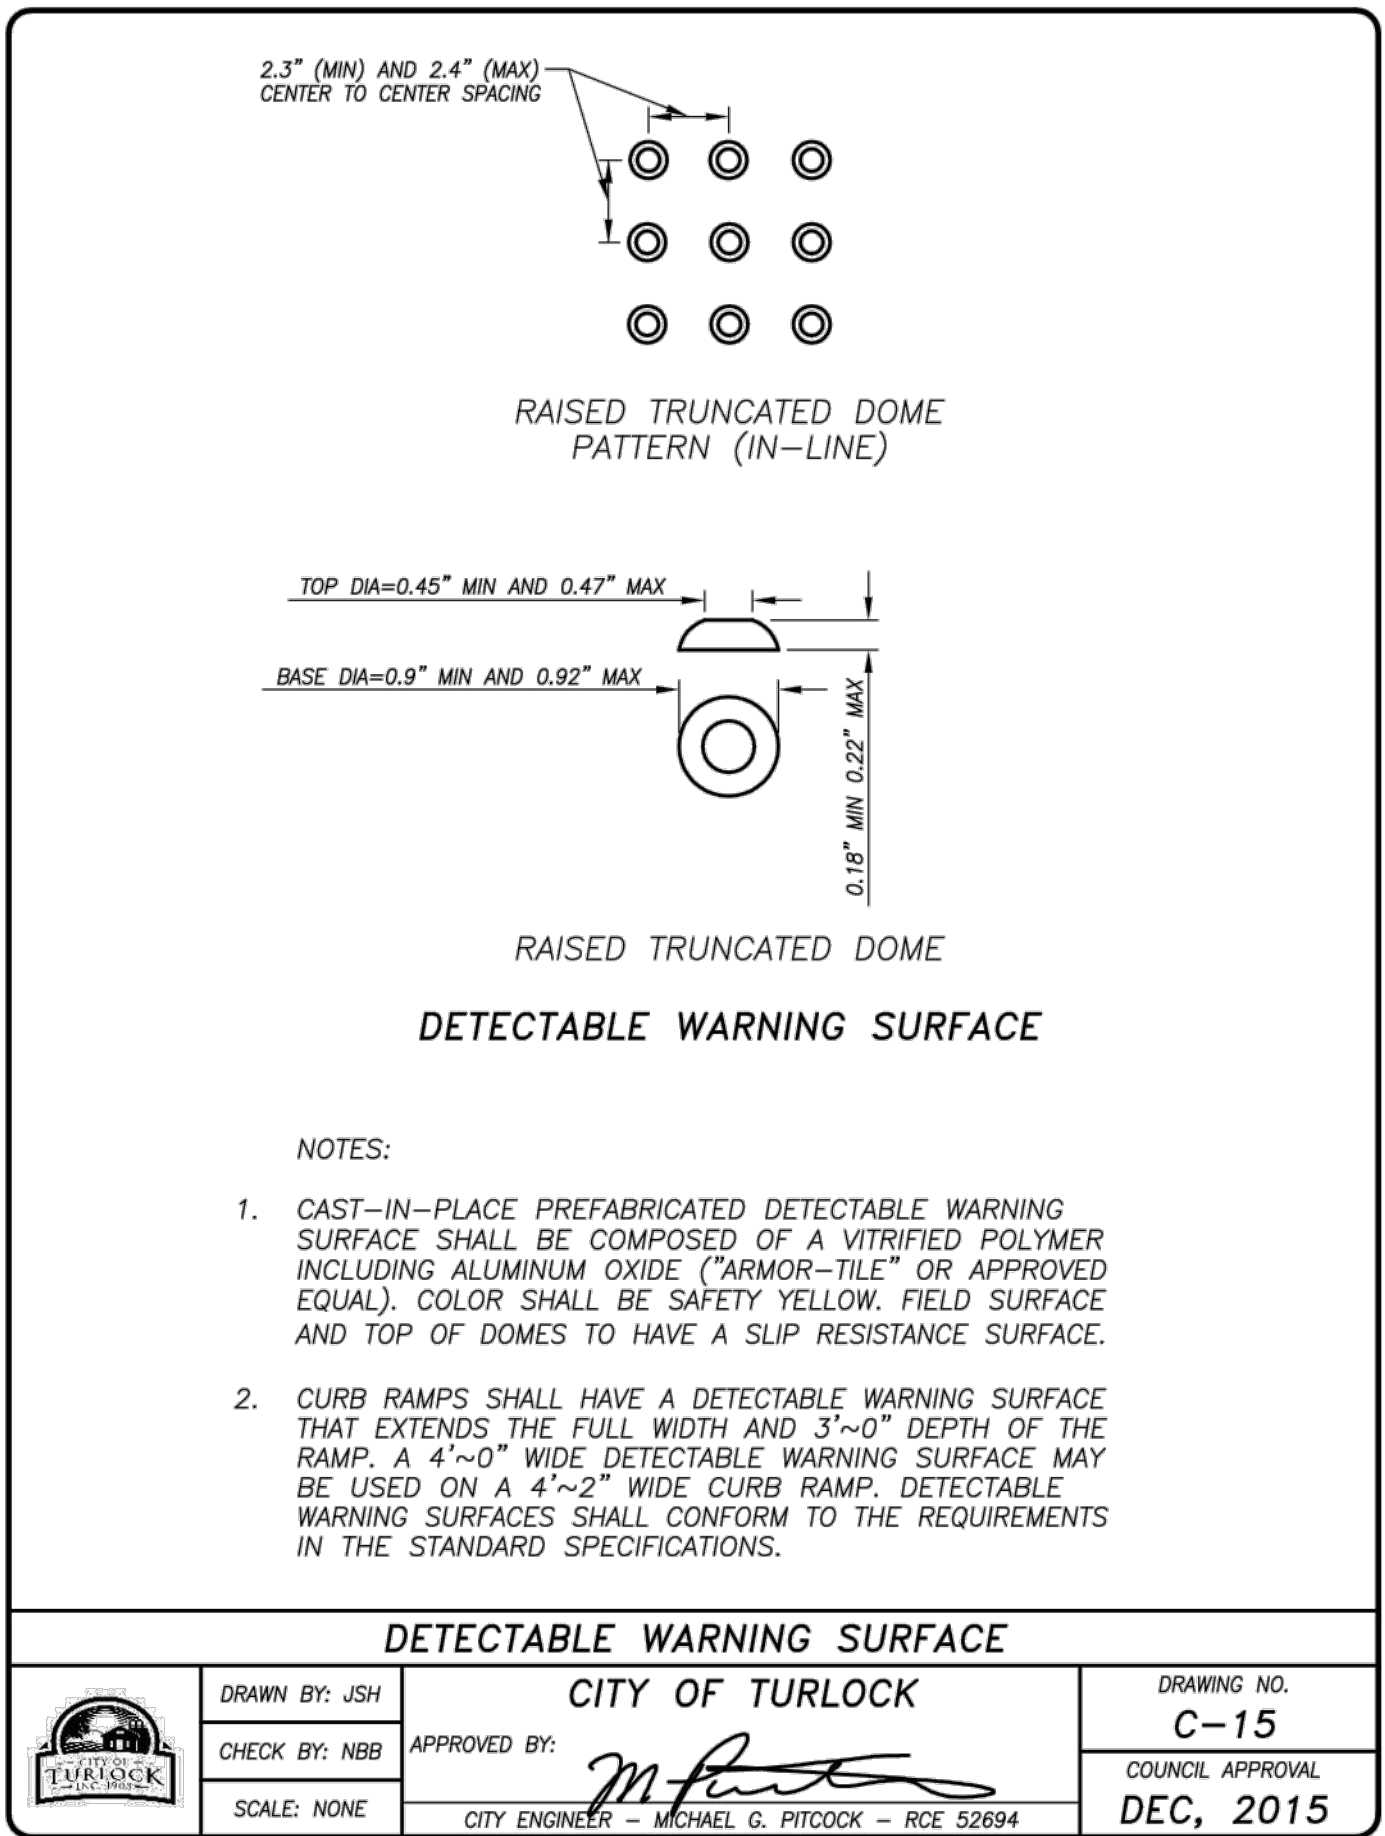 2.3" (MIN) AND 2.4" (MAX)
CENTER TO CENTER SPACING
RAISED TRUNCATED DOME
PATTERN (IN-LINE)
TOP DIA=0.45" MIN AND 0.47" MAX
BASE DIA=0.9" MIN AND 0.92" MAX
0.18" MIN 0.22" MAX
RAISED TRUNCATED DOME
DETECTABLE WARNING SURFACE
NOTES:
1. CAST-IN-PLACE PREFABRICATED DETECTABLE WARNING
SURFACE SHALL BE COMPOSED OF A VITRIFIED POLYMER
INCLUDING ALUMINUM OXIDE ("ARMOR-TILE" OR APPROVED
EQUAL). COLOR SHALL BE SAFETY YELLOW. FIELD SURFACE
AND TOP OF DOMES TO HAVE A SLIP RESISTANCE SURFACE.
2. CURB RAMPS SHALL HAVE A DETECTABLE WARNING SURFACE
THAT EXTENDS THE FULL WIDTH AND 3'~0" DEPTH OF THE
RAMP. A 4'~0" WIDE DETECTABLE WARNING SURFACE MAY
BE USED ON A 4'~2" WIDE CURB RAMP. DETECTABLE
WARNING SURFACES SHALL CONFORM TO THE REQUIREMENTS
IN THE STANDARD SPECIFICATIONS.
DETECTABLE WARNING SURFACE
CITY OF
TURLOCK
INC. 1908
DRAWN BY: JSH
CHECK BY: NBB
SCALE: NONE
CITY OF TURLOCK
APPROVED BY:
CITY ENGINEER - MICHAEL G. PITCOCK - RCE 52694
DRAWING NO.
C-15
COUNCIL APPROVAL
DEC, 2015